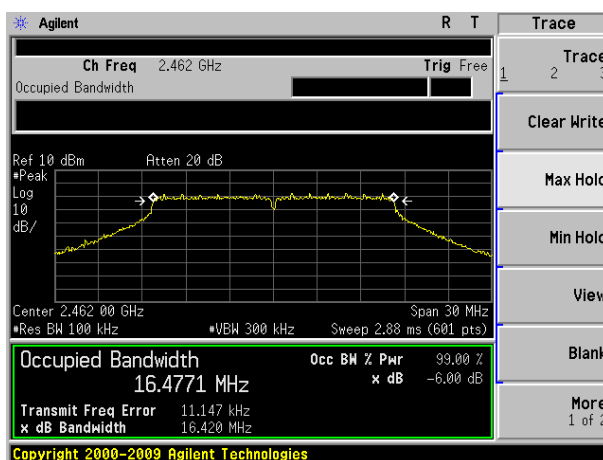 Agilent R T Trace
Ch Freq 2.462 GHz Trig Free
Occupied Bandwidth
Trace
1 2 3
Clear Write
Max Hold
Min Hold
View
Blank
More
1 of 2
Ref 10 dBm Atten 20 dB
#Peak
Log
10
dB/
Center 2.462 00 GHz Span 30 MHz
#Res BW 100 kHz #VBW 300 kHz Sweep 2.88 ms (601 pts)
Occupied Bandwidth Occ BW % Pwr 99.00 %
16.4771 MHz x dB -6.00 dB
Transmit Freq Error 11.147 kHz
x dB Bandwidth 16.420 MHz
Copyright 2000-2009 Agilent Technologies